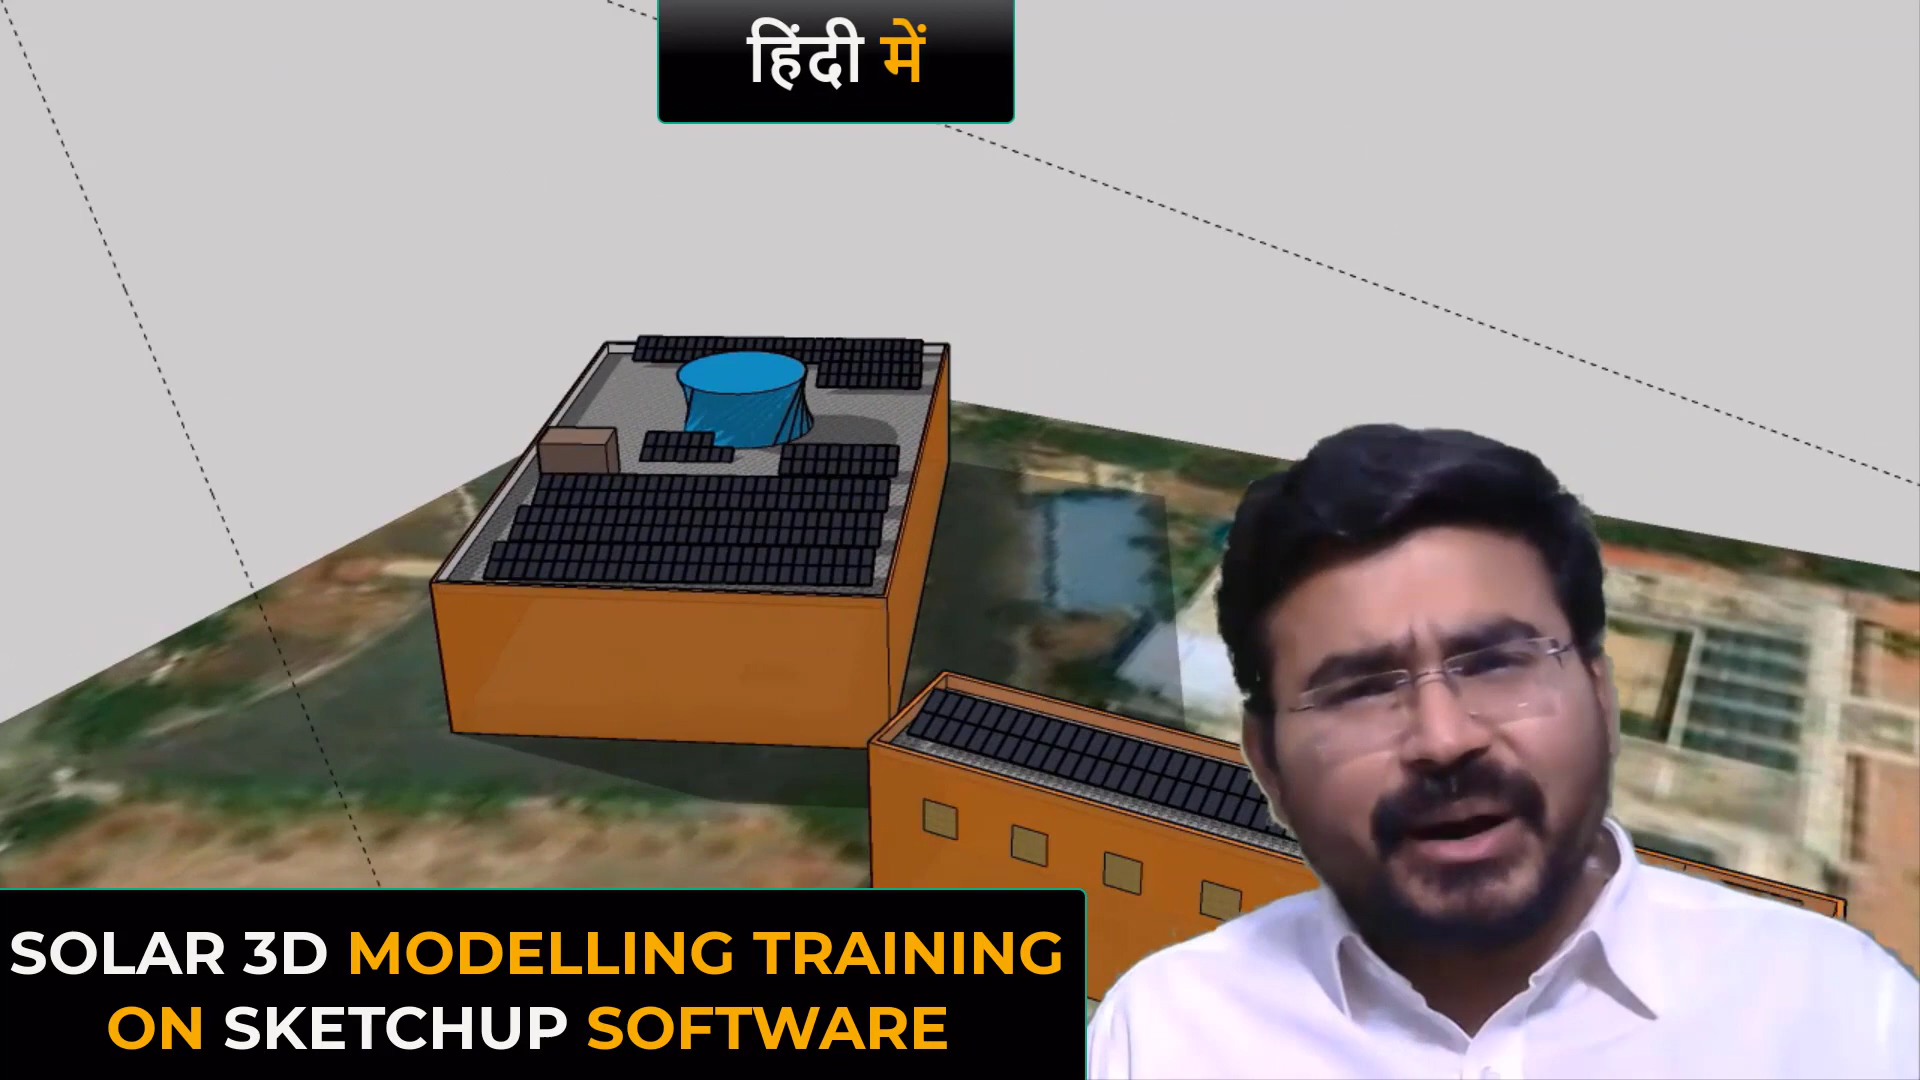 हिंदी में
SOLAR 3D MODELLING TRAINING
ON SKETCHUP SOFTWARE